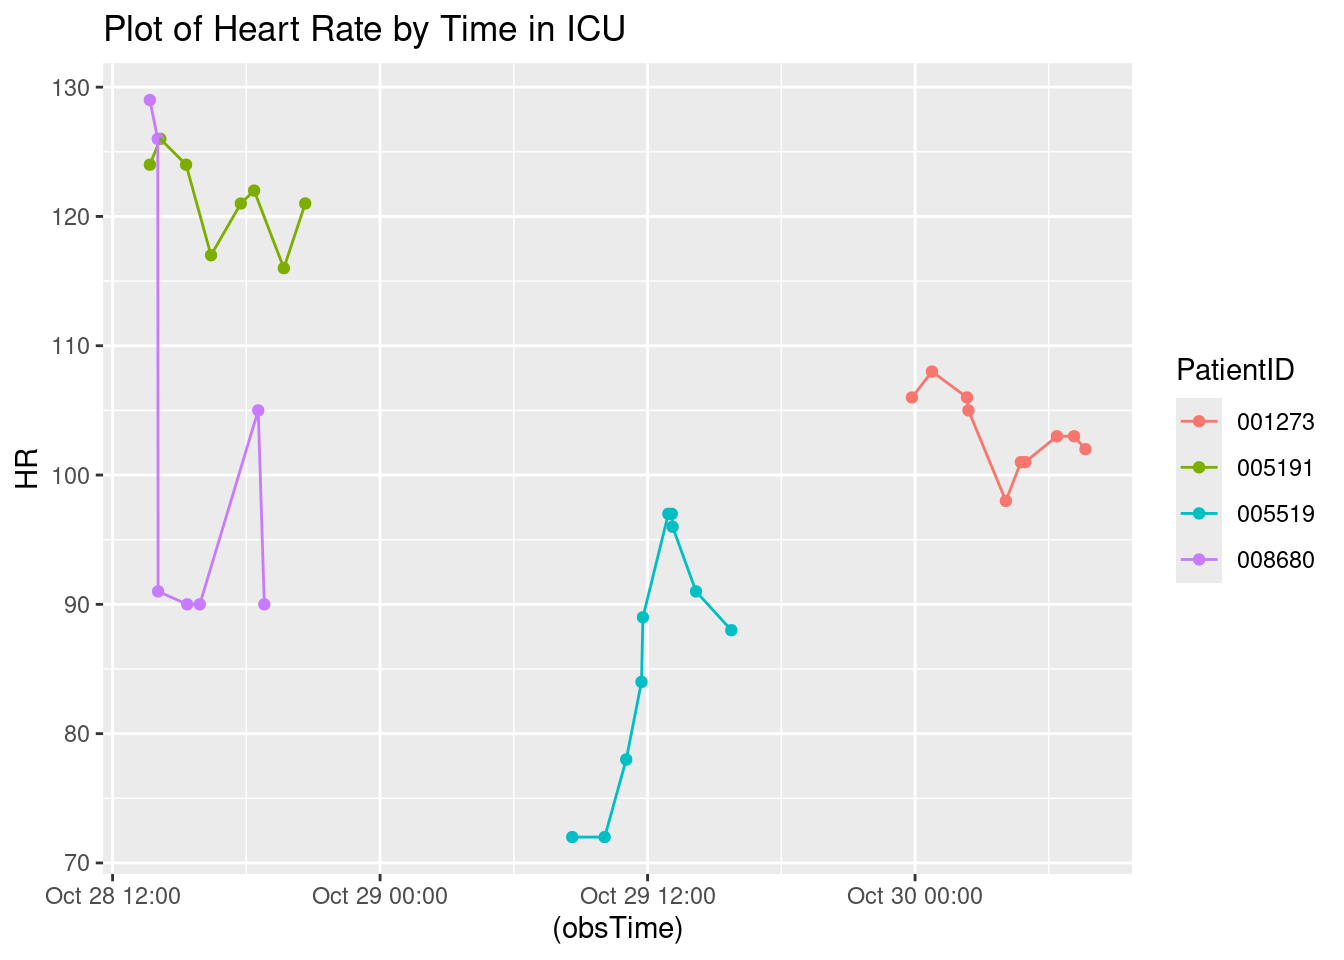 Plot of Heart Rate by Time in ICU
130
120
110
100
90
80
70
HR
Oct 28 12:00
Oct 29 00:00
Oct 29 12:00
Oct 30 00:00
(obsTime)
PatientID
001273
005191
005519
008680